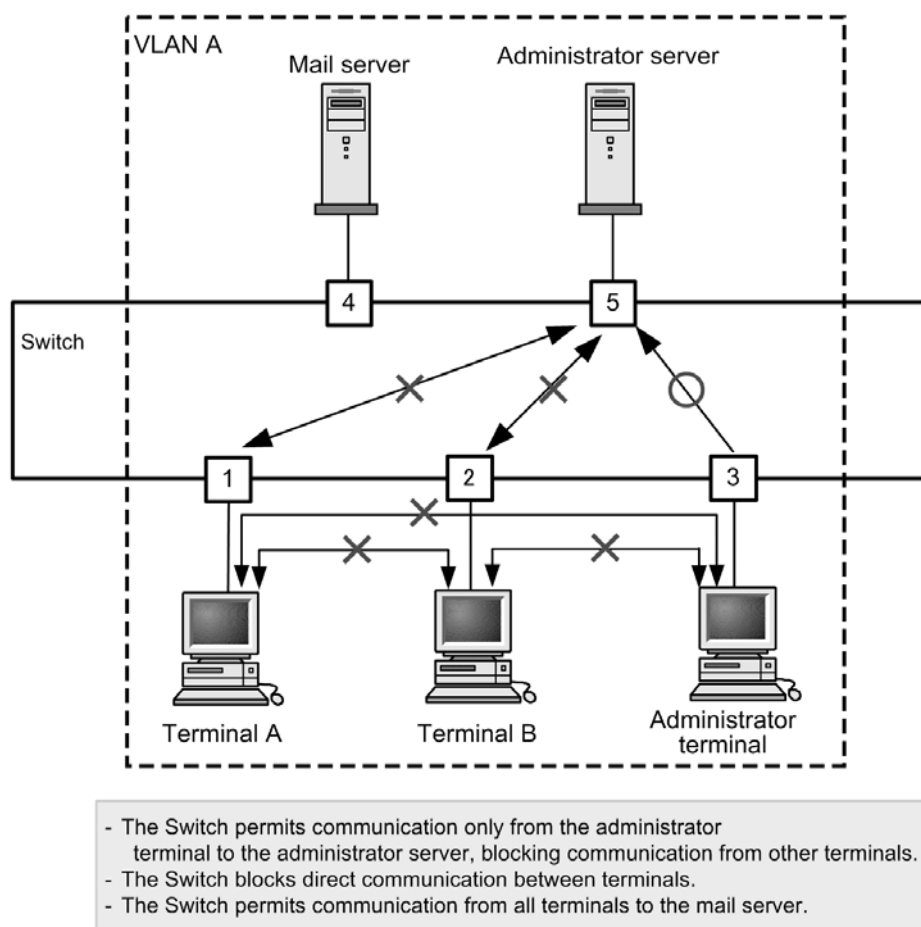 VLAN A
Mail server
Administrator server
4
5
Switch
1
2
3
Terminal A
Terminal B
Administrator
terminal
- The Switch permits communication only from the administrator
terminal to the administrator server, blocking communication from other terminals.
- The Switch blocks direct communication between terminals.
- The Switch permits communication from all terminals to the mail server.